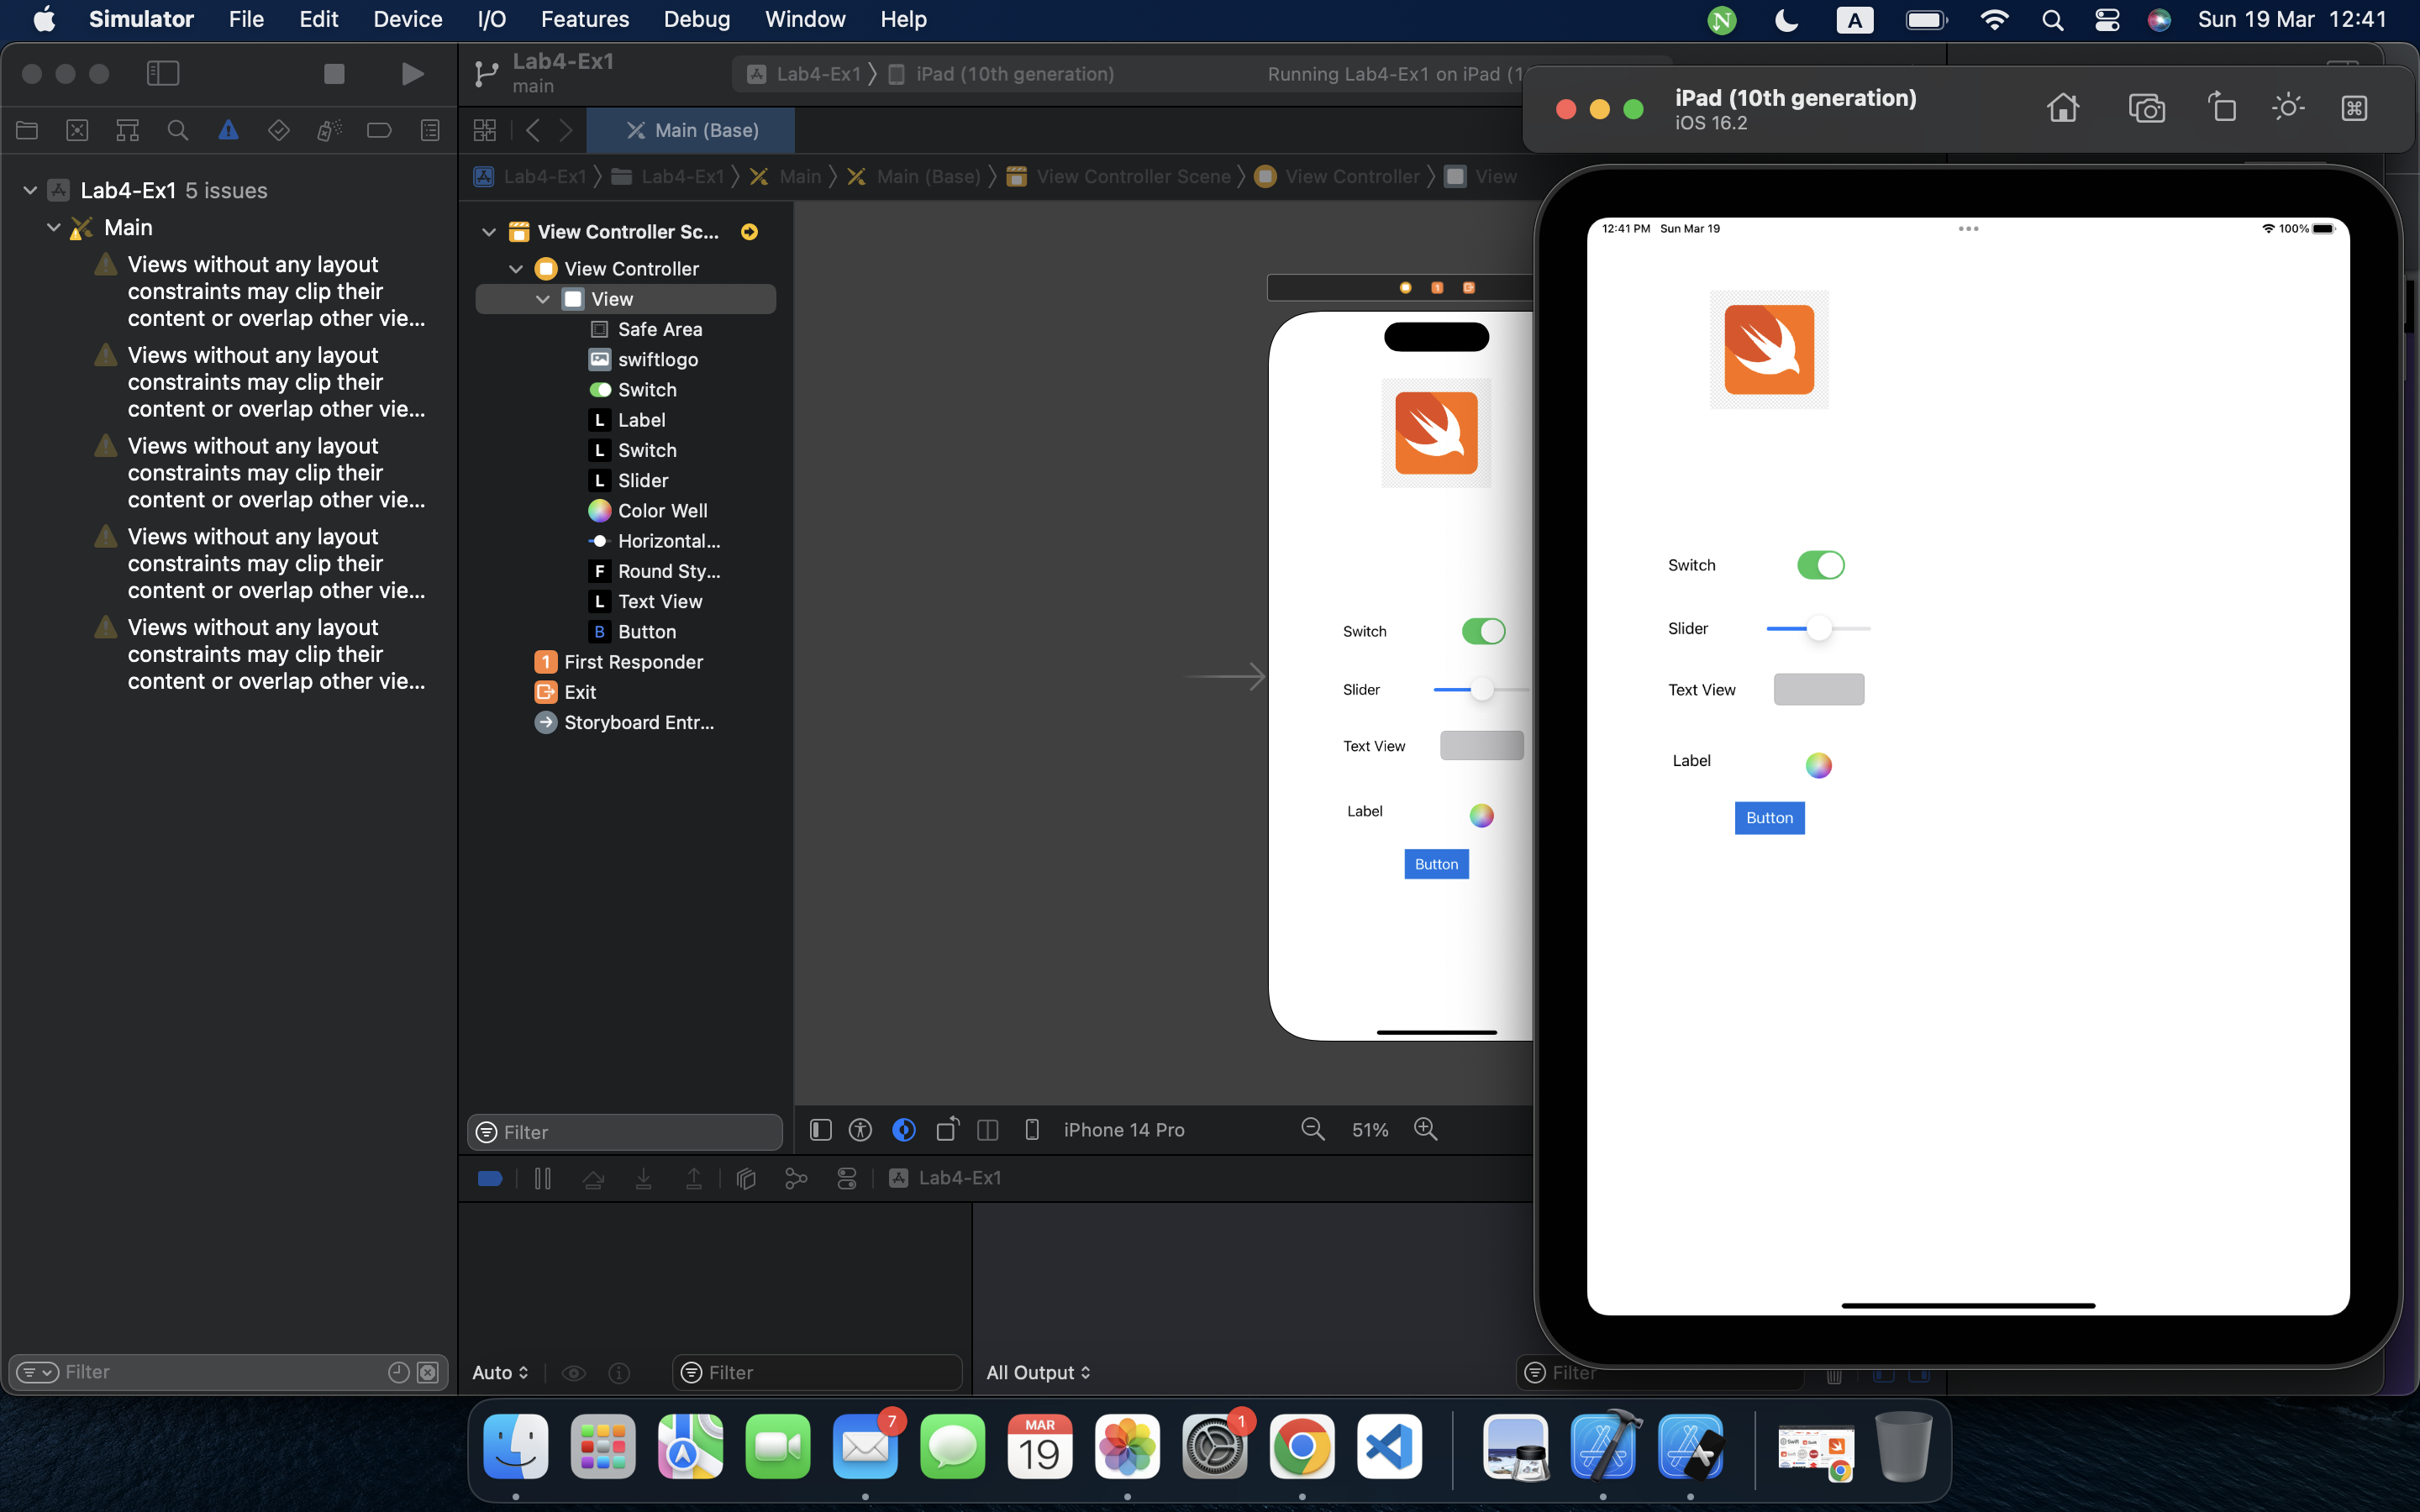 Simulator File Edit Device I/O Features Debug Window Help
A
Sun 19 Mar 12:41
Lab4-Ex1
main
Lab4-Ex1 iPad (10th generation)
Running Lab4-Ex1 on iPad (1
iPad (10th generation)
iOS 16.2
Main (Base)
Lab4-Ex1 Lab4-Ex1 Main Main (Base) View Controller Scene View Controller View
Lab4-Ex1 5 issues
Main
Views without any layout
constraints may clip their
content or overlap other vie...
Views without any layout
constraints may clip their
content or overlap other vie...
Views without any layout
constraints may clip their
content or overlap other vie...
Views without any layout
constraints may clip their
content or overlap other vie...
Views without any layout
constraints may clip their
content or overlap other vie...
Filter
View Controller Sc...
View Controller
View
Safe Area
swiftlogo
Switch
L Label
L Switch
L Slider
Color Well
Horizontal...
F Round Sty...
L Text View
B Button
1 First Responder
Exit
Storyboard Entr...
Filter
1
Switch
Slider
Text View
Label
Button
iPhone 14 Pro
51%
Lab4-Ex1
Auto
Filter
All Output
Filter
12:41 PM Sun Mar 19
100%
Switch
Slider
Text View
Label
Button
7
MAR
19
1